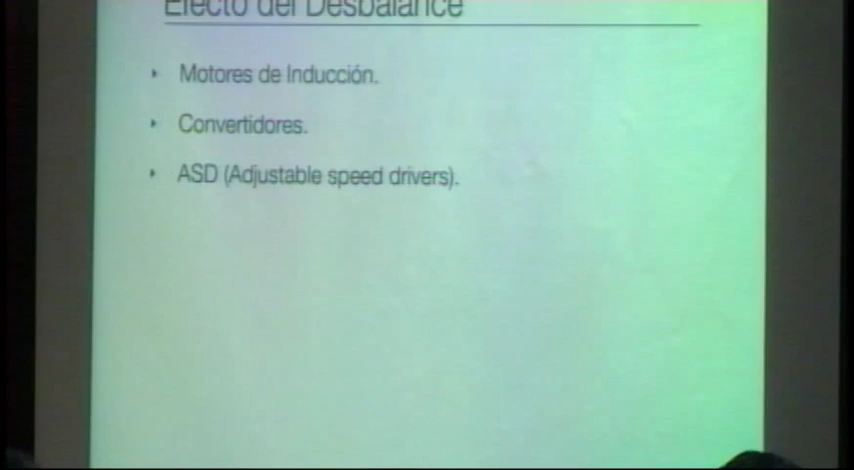 Efecto del Desbalance
Motores de Inducción.
Convertidores.
ASD (Adjustable speed drivers).